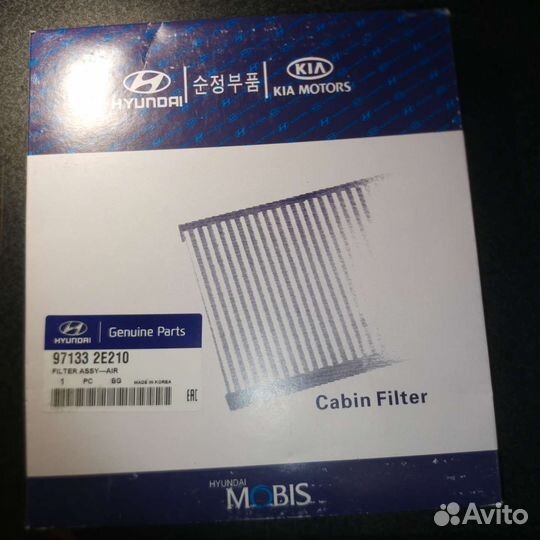 HYUNDAI
순정부품
KIA
KIA MOTORS
HYUNDAI
Genuine Parts
97133 2E210
FILTER ASSY—AIR
1 PC BG MADE IN KOREA
EAC
Cabin Filter
HYUNDAI
MOBIS
Avito